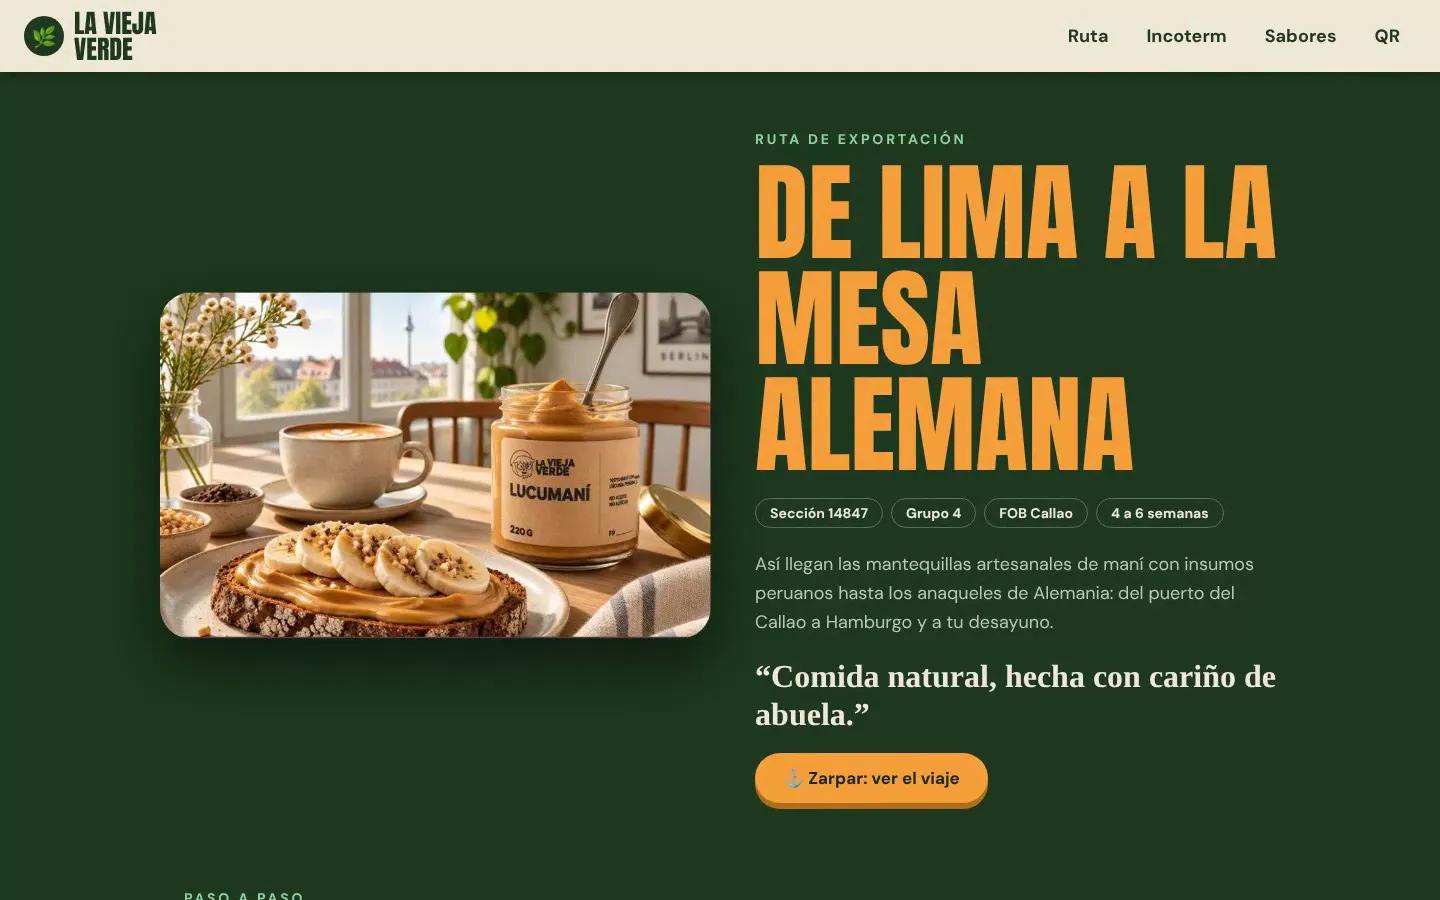 LA VIEJA
VERDE
Ruta
Incoterm
Sabores
QR
BERLIN
LA VIEJA
VERDE
LUCUMANÍ
220 G
RUTA DE EXPORTACIÓN
DE LIMA A LA
MESA
ALEMANA
Sección 14847
Grupo 4
FOB Callao
4 a 6 semanas
Así llegan las mantequillas artesanales de maní con insumos
peruanos hasta los anaqueles de Alemania: del puerto del
Callao a Hamburgo y a tu desayuno.
“Comida natural, hecha con cariño de
abuela.”
⚓ Zarpar: ver el viaje
PASO A PASO